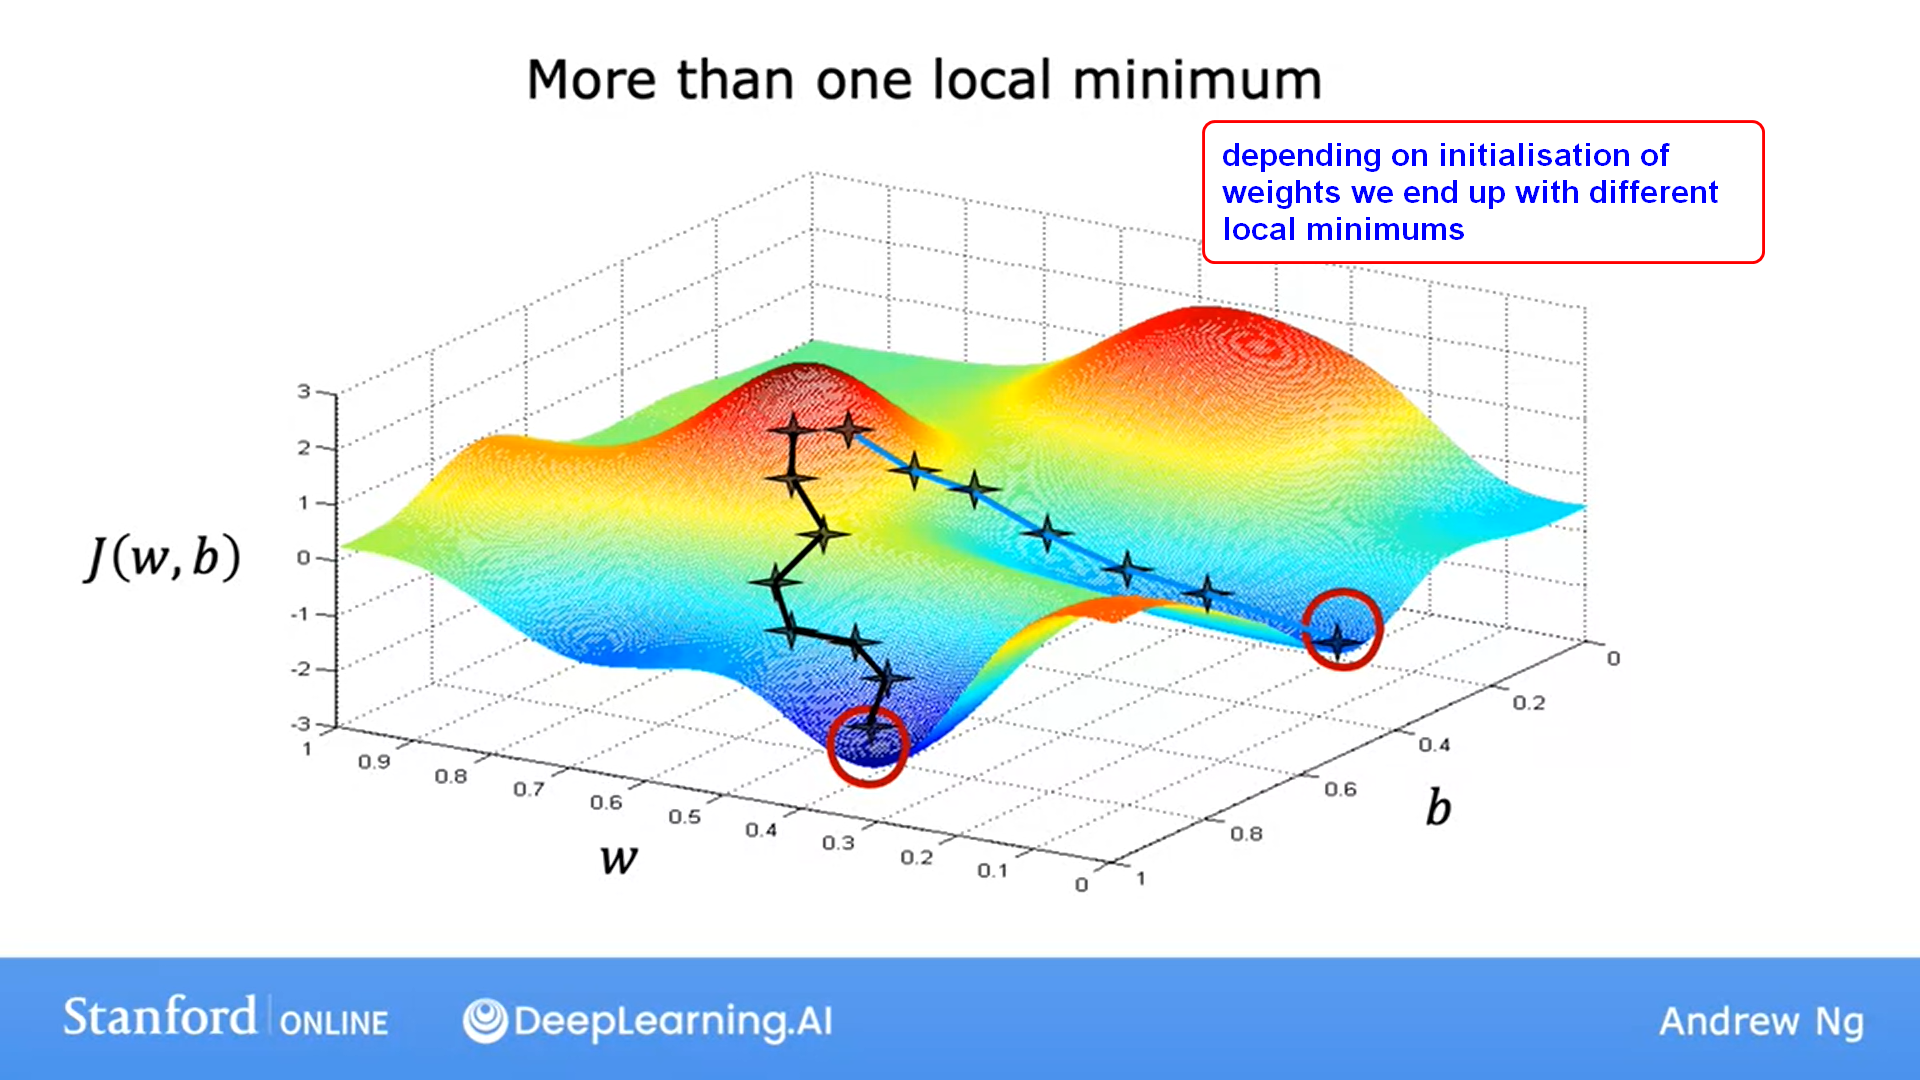 More than one local minimum
depending on initialisation of
weights we end up with different
local minimums
J(w, b)
3
2
1
0
-1
-2
-3
1
0.9
0.8
0.7
0.6
0.5
0.4
0.3
0.2
0.1
0
w
1
0.8
0.6
0.4
0.2
0
b
Stanford ONLINE
DeepLearning.AI
Andrew Ng